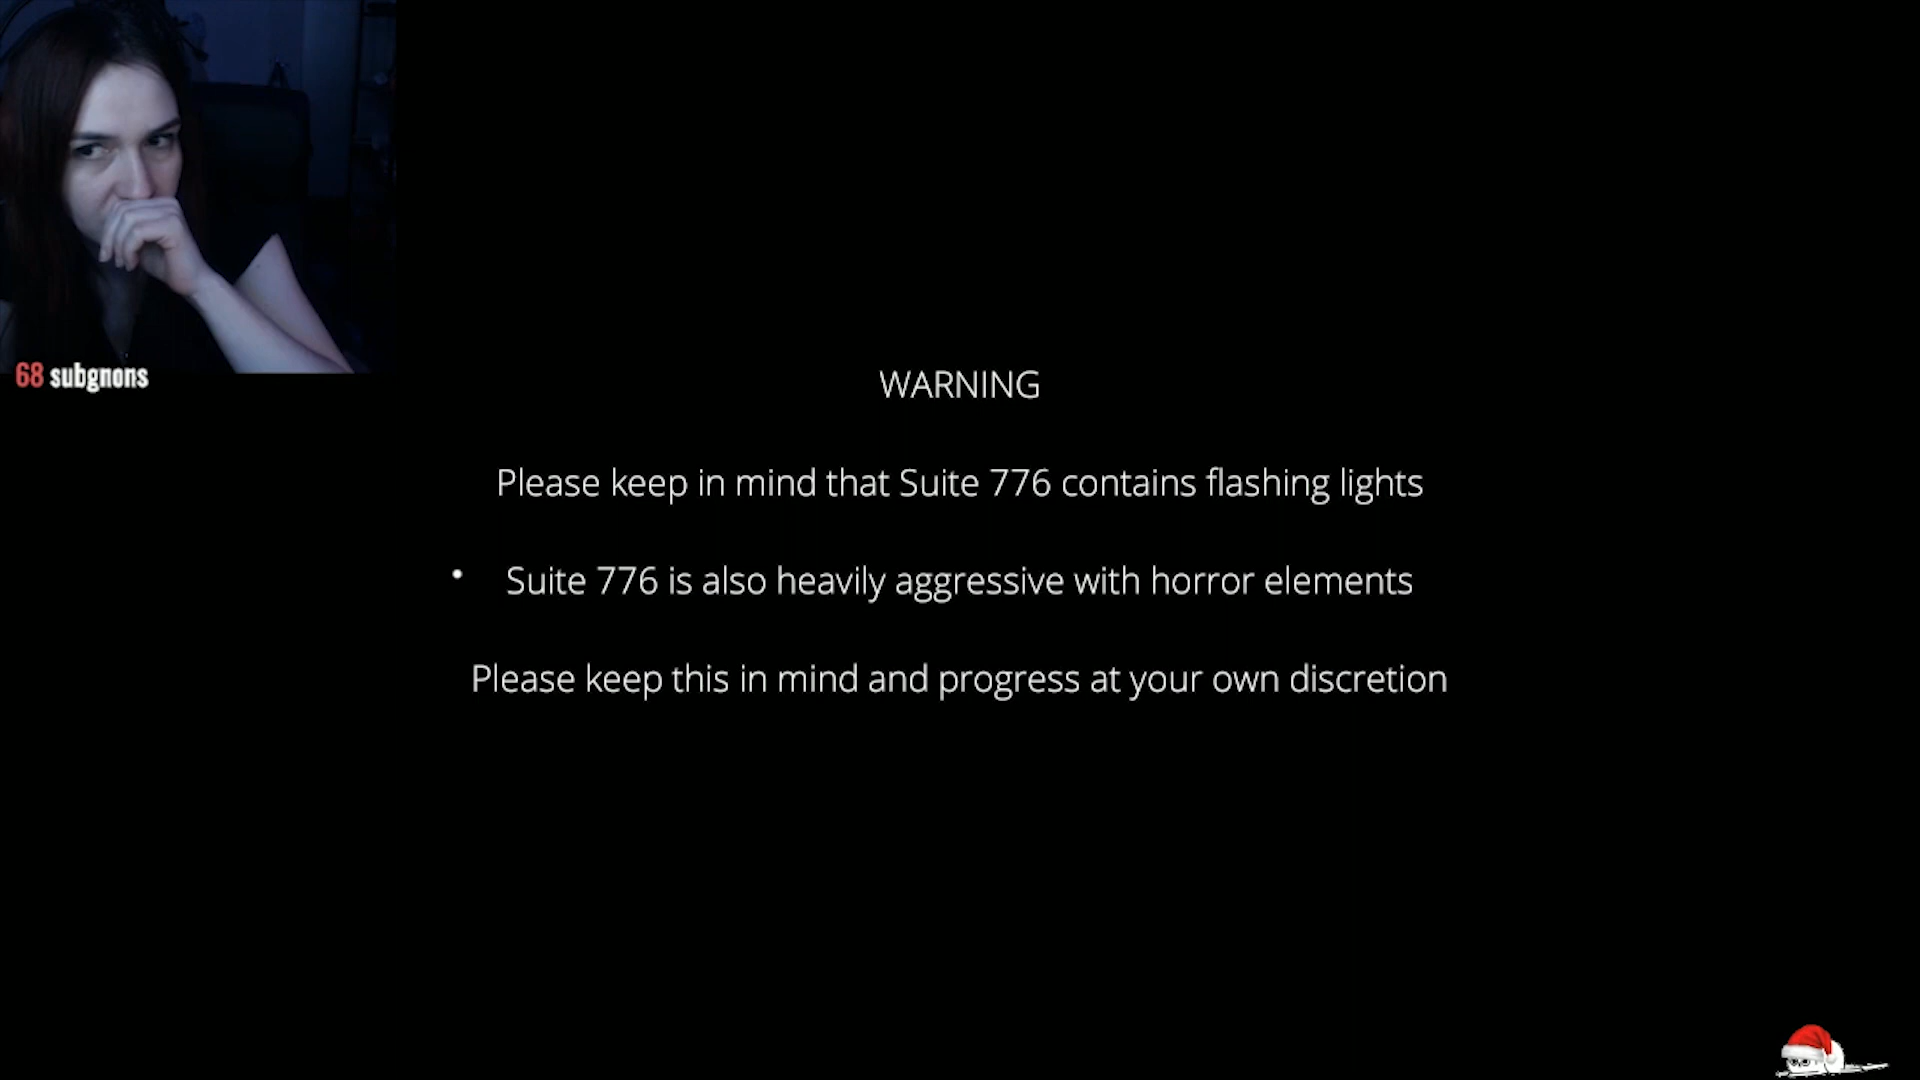 68 subgnons
WARNING
Please keep in mind that Suite 776 contains flashing lights
Suite 776 is also heavily aggressive with horror elements
Please keep this in mind and progress at your own discretion